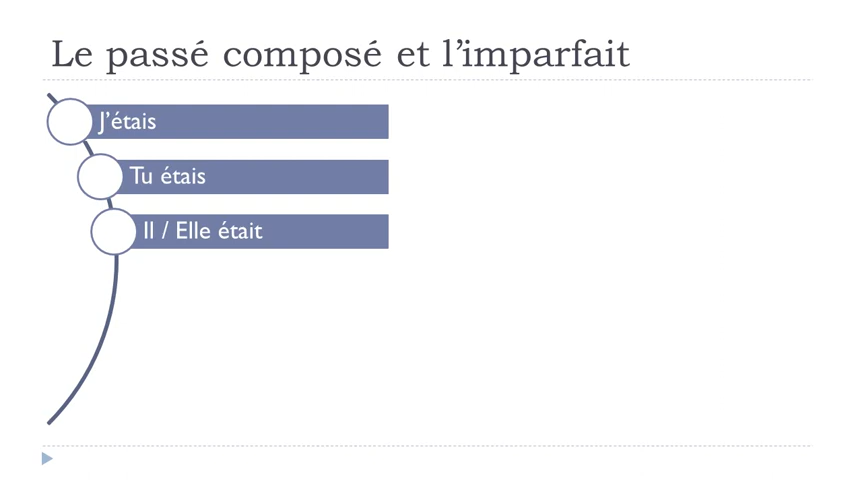 Le passé composé et l’imparfait
J’étais
Tu étais
Il / Elle était